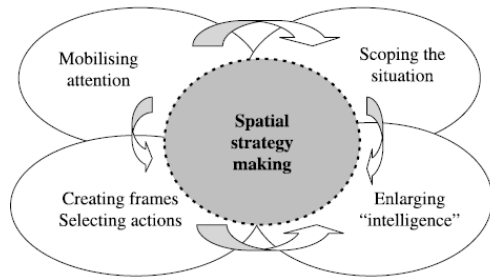 Mobilising
attention
Scoping the
situation
Spatial
strategy
making
Creating frames
Selecting actions
Enlarging
“intelligence”